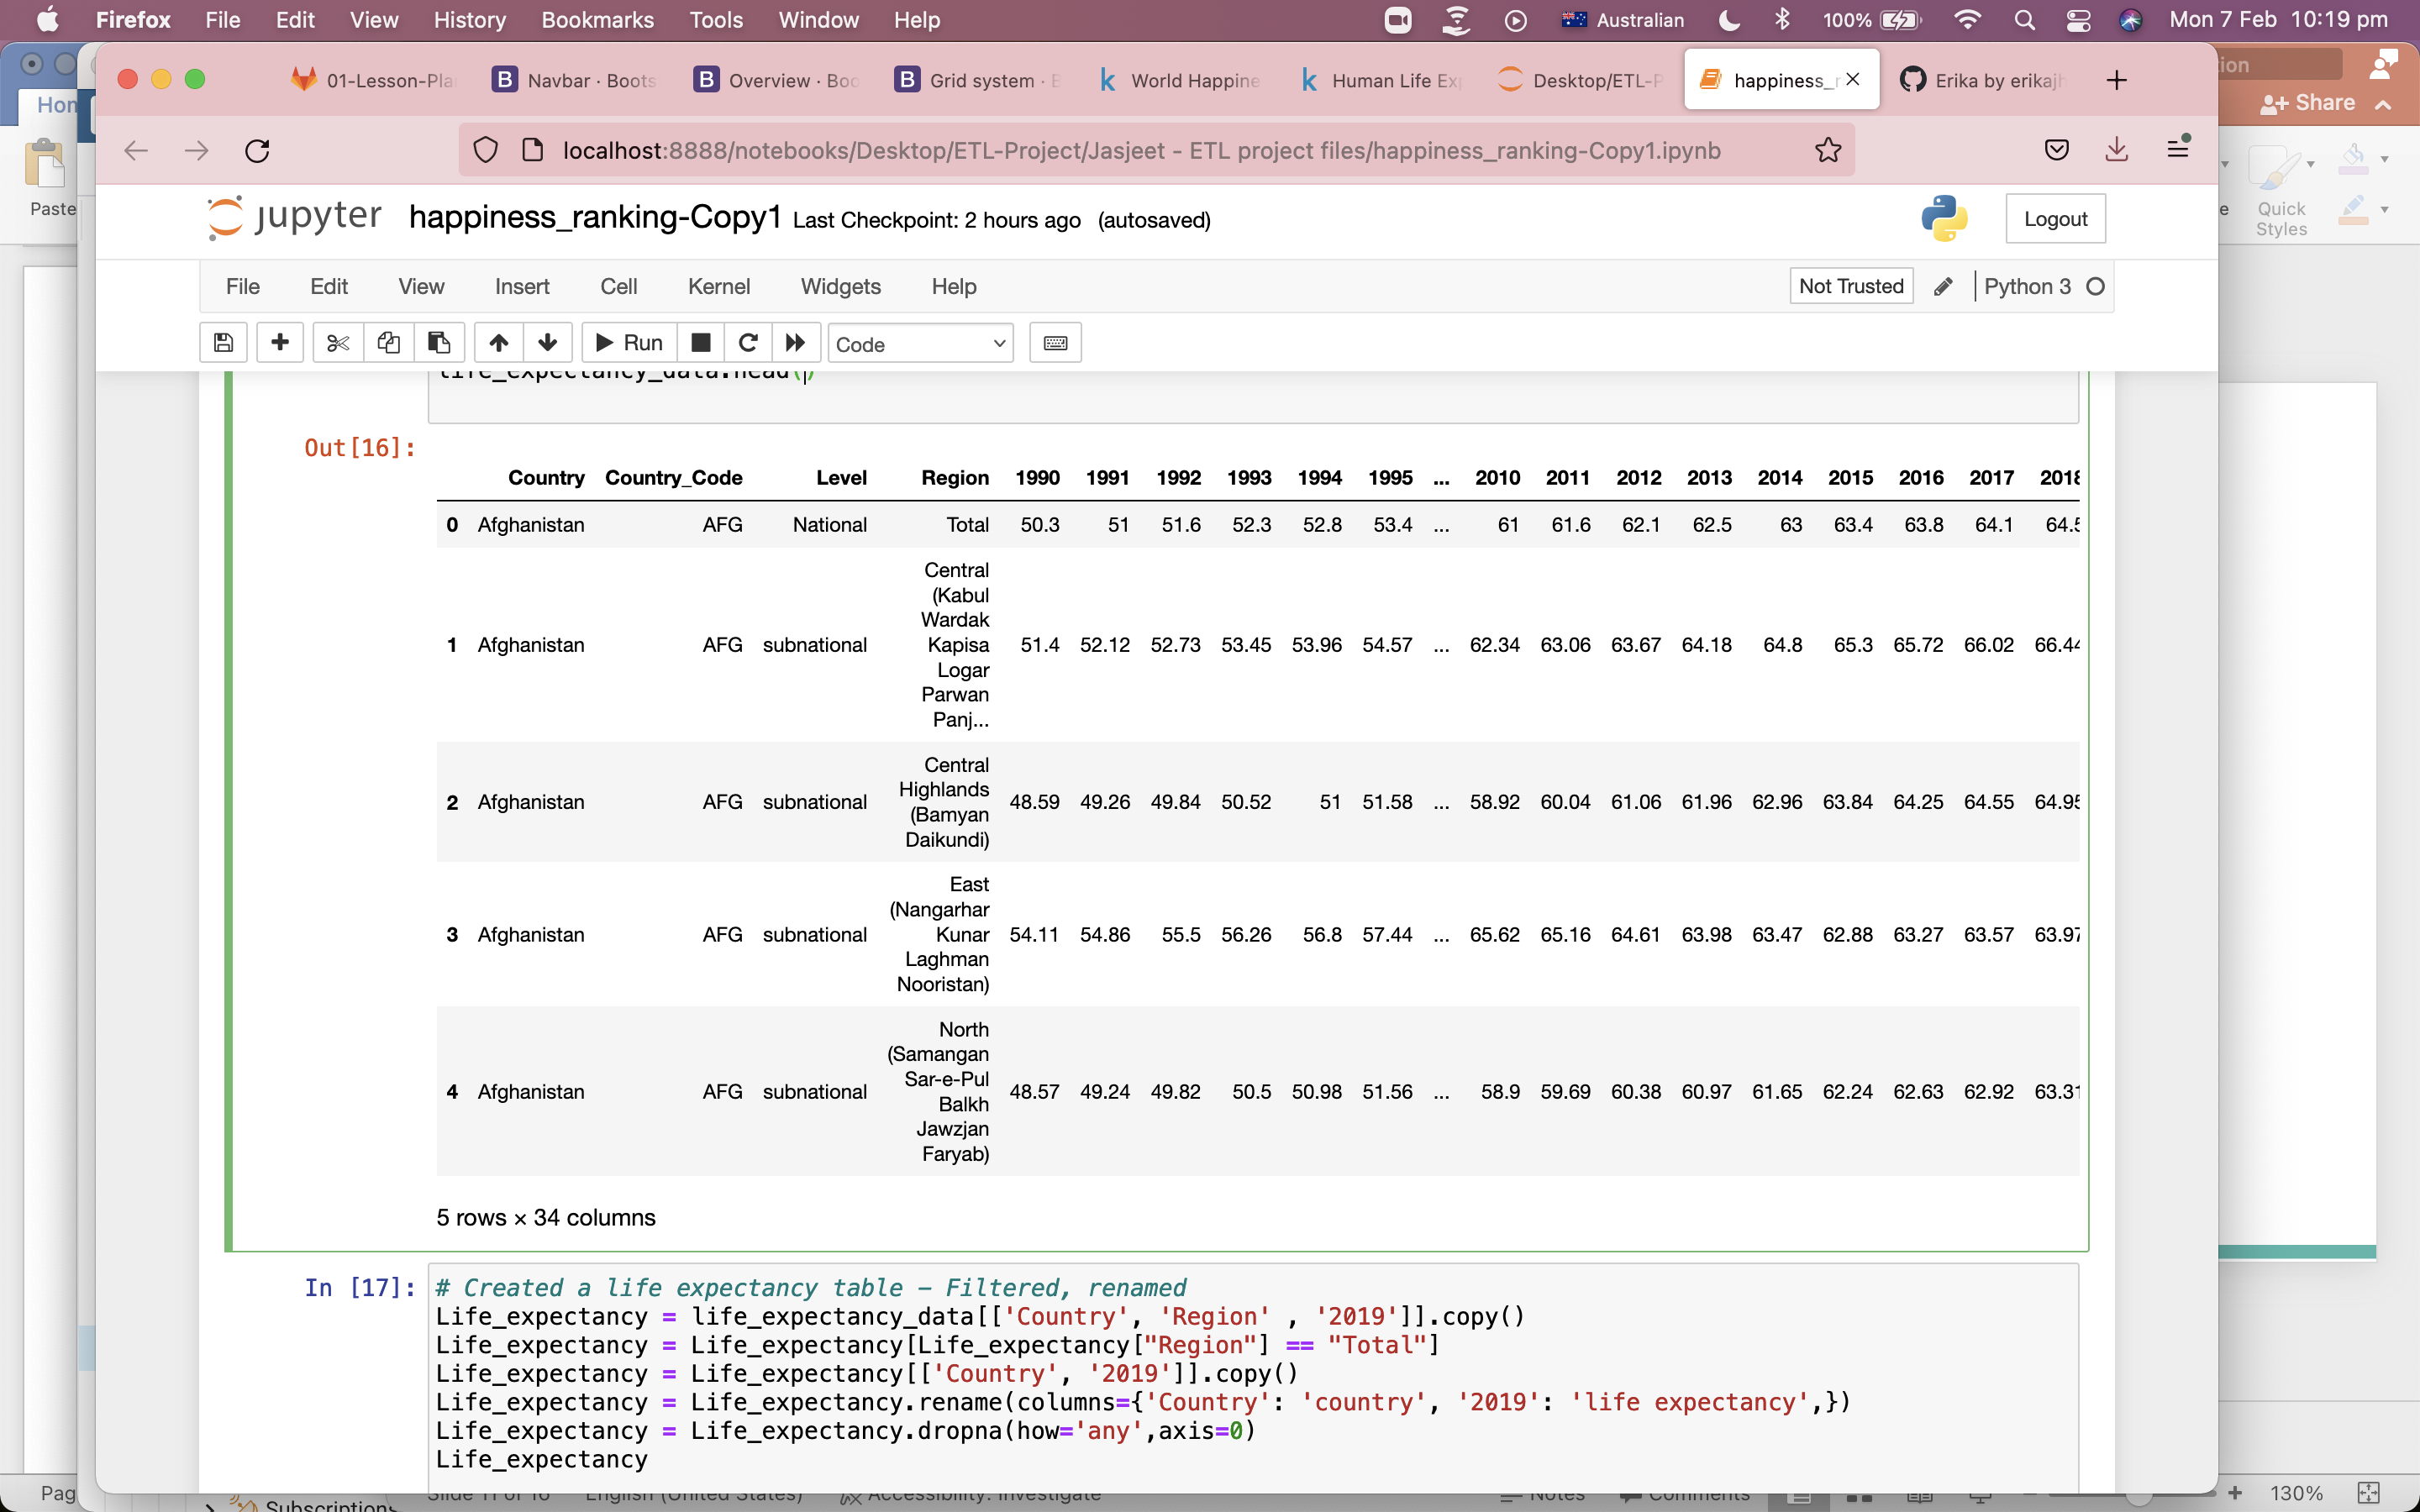 Firefox File Edit View History Bookmarks Tools Window Help Australian 100% Mon 7 Feb 10:19 pm
01-Lesson-Pla Navbar · Boots Overview · Boo Grid system · B World Happine Human Life Exp Desktop/ETL-P happiness_r Erika by erikajh
Share
localhost:8888/notebooks/Desktop/ETL-Project/Jasjeet - ETL project files/happiness_ranking-Copy1.ipynb
Paste
Quick
Styles
jupyter happiness_ranking-Copy1 Last Checkpoint: 2 hours ago (autosaved) Logout
File Edit View Insert Cell Kernel Widgets Help Not Trusted Python 3
Run Code
life_expectancy_data.head()
Out[16]:
Country Country_Code Level Region 1990 1991 1992 1993 1994 1995 ... 2010 2011 2012 2013 2014 2015 2016 2017 2018
0 Afghanistan AFG National Total 50.3 51 51.6 52.3 52.8 53.4 ... 61 61.6 62.1 62.5 63 63.4 63.8 64.1 64.5
Central
(Kabul
Wardak
1 Afghanistan AFG subnational Kapisa 51.4 52.12 52.73 53.45 53.96 54.57 ... 62.34 63.06 63.67 64.18 64.8 65.3 65.72 66.02 66.44
Logar
Parwan
Panj...
Central
Highlands
2 Afghanistan AFG subnational (Bamyan 48.59 49.26 49.84 50.52 51 51.58 ... 58.92 60.04 61.06 61.96 62.96 63.84 64.25 64.55 64.95
Daikundi)
East
(Nangarhar
3 Afghanistan AFG subnational Kunar 54.11 54.86 55.5 56.26 56.8 57.44 ... 65.62 65.16 64.61 63.98 63.47 62.88 63.27 63.57 63.97
Laghman
Nooristan)
North
(Samangan
Sar-e-Pul
4 Afghanistan AFG subnational Balkh 48.57 49.24 49.82 50.5 50.98 51.56 ... 58.9 59.69 60.38 60.97 61.65 62.24 62.63 62.92 63.31
Jawzjan
Faryab)
5 rows × 34 columns
In [17]: # Created a life expectancy table – Filtered, renamed
Life_expectancy = life_expectancy_data[['Country', 'Region' , '2019']].copy()
Life_expectancy = Life_expectancy[Life_expectancy["Region"] == "Total"]
Life_expectancy = Life_expectancy[['Country', '2019']].copy()
Life_expectancy = Life_expectancy.rename(columns={'Country': 'country', '2019': 'life expectancy',})
Life_expectancy = Life_expectancy.dropna(how='any',axis=0)
Life_expectancy
Subscriptions English (United States) Accessibility: Investigate Notes Comments 130%